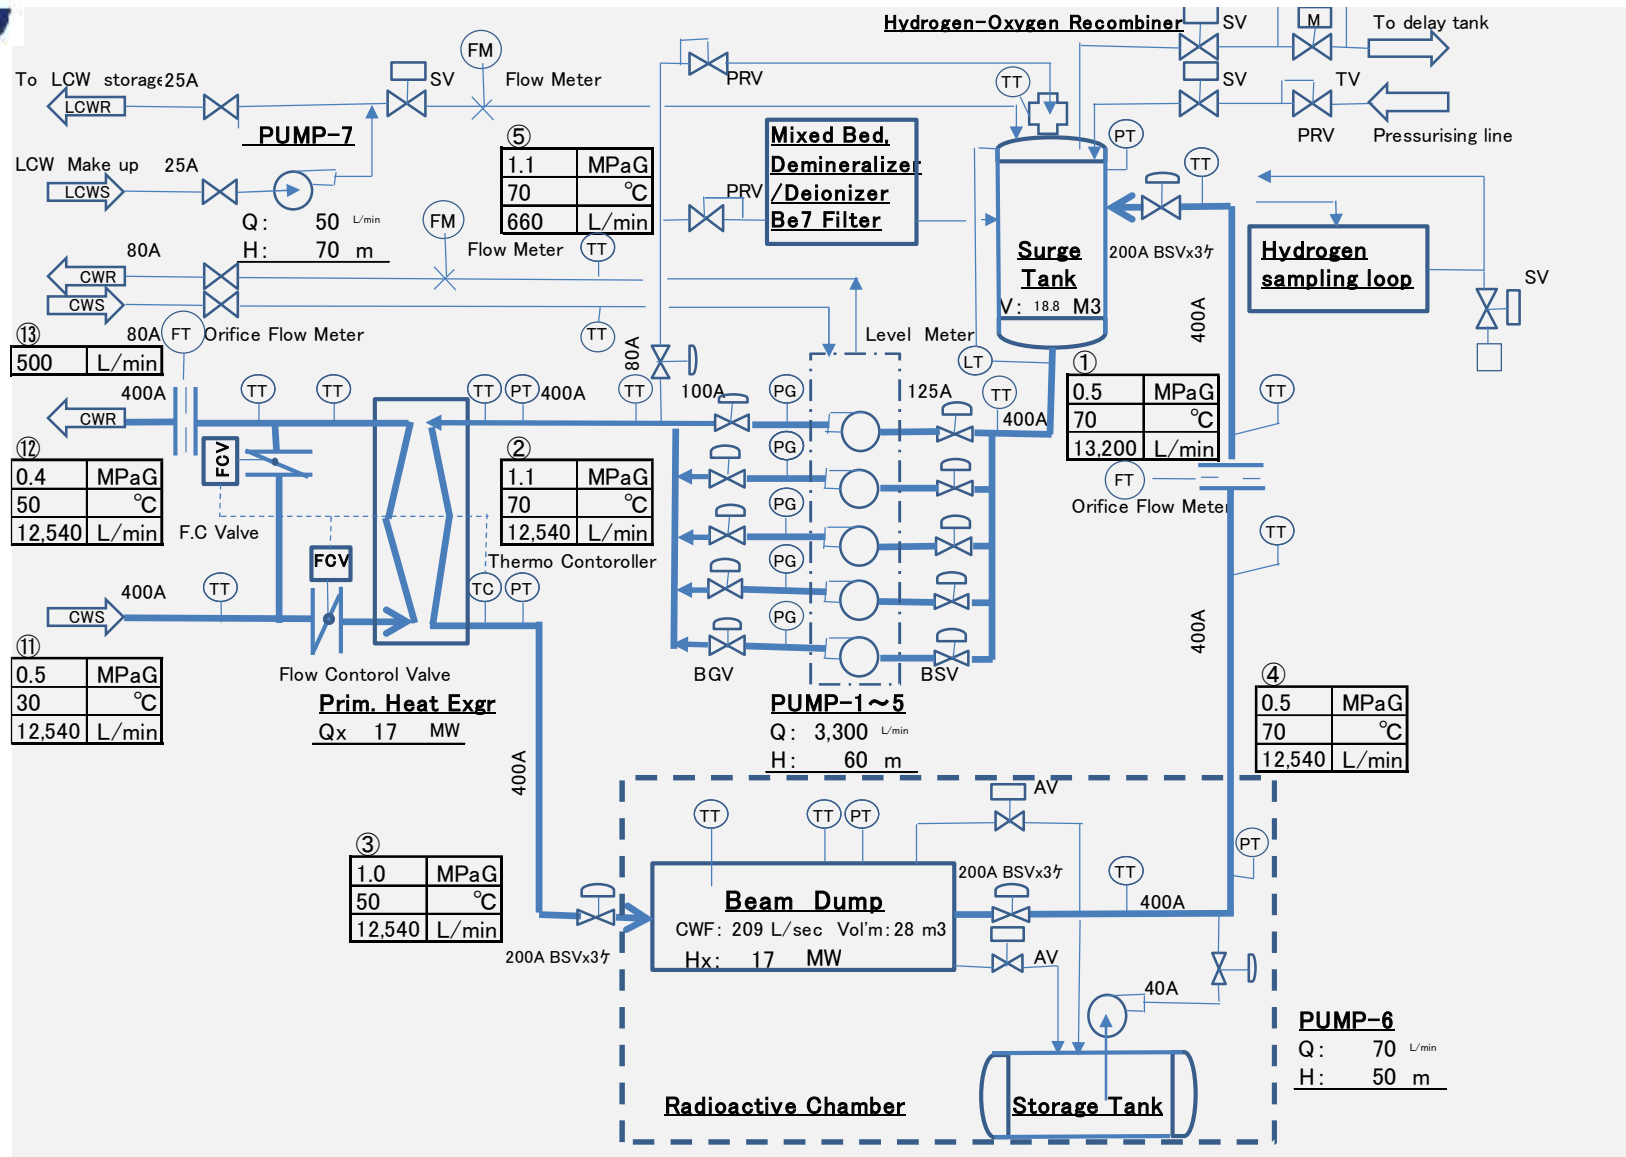 Hydrogen-Oxygen Recombiner
SV
M
To delay tank
FM
To LCW storage
25A
SV
Flow Meter
PRV
TT
SV
TV
LCWR
PUMP-7
⑤
Mixed Bed,
Demineralizer
/Deionizer
Be7 Filter
PT
PRV
Pressurising line
1.1 MPaG
70 ℃
660 L/min
LCW Make up
25A
LCWS
PRV
TT
Q: 50 L/min
H: 70 m
FM
Flow Meter
TT
80A
CWR
CWS
80A
FT
Orifice Flow Meter
TT
Surge
Tank
V: 18.8 M3
200A BSVx3ケ
Hydrogen
sampling loop
SV
400A
⑬
500 L/min
80A
Level Meter
LT
①
0.5 MPaG
70 ℃
13,200 L/min
400A
CWR
TT
TT
TT
PT
400A
TT
100A
PG
125A
TT
400A
TT
FCV
F.C Valve
⑫
0.4 MPaG
50 ℃
12,540 L/min
②
1.1 MPaG
70 ℃
12,540 L/min
PG
PG
PG
PG
FT
Orifice Flow Meter
TT
FCV
Thermo Contoroller
TC
PT
400A
TT
CWS
400A
⑪
0.5 MPaG
30 ℃
12,540 L/min
Flow Contorol Valve
Prim. Heat Exgr
Qx 17 MW
BGV
BSV
PUMP-1～5
Q: 3,300 L/min
H: 60 m
④
0.5 MPaG
70 ℃
12,540 L/min
400A
③
1.0 MPaG
50 ℃
12,540 L/min
200A BSVx3ケ
TT
TT
PT
AV
Beam Dump
CWF: 209 L/sec Vol'm: 28 m3
Hx: 17 MW
200A BSVx3ケ
TT
400A
PT
AV
40A
PUMP-6
Q: 70 L/min
H: 50 m
Radioactive Chamber
Storage Tank